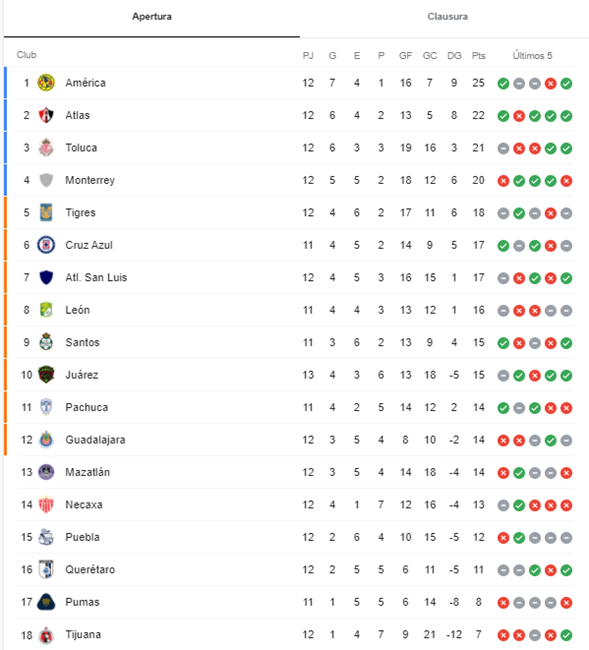 Apertura Clausura
Club PJ G E P GF GC DG Pts Últimos 5
1 América 12 7 4 1 16 7 9 25
2 Atlas 12 6 4 2 13 5 8 22
3 Toluca 12 6 3 3 19 16 3 21
4 Monterrey 12 5 5 2 18 12 6 20
5 Tigres 12 4 6 2 17 11 6 18
6 Cruz Azul 11 4 5 2 14 9 5 17
7 Atl. San Luis 12 4 5 3 16 15 1 17
8 León 11 4 4 3 13 12 1 16
9 Santos 11 3 6 2 13 9 4 15
10 Juárez 13 4 3 6 13 18 -5 15
11 Pachuca 11 4 2 5 14 12 2 14
12 Guadalajara 12 3 5 4 8 10 -2 14
13 Mazatlán 12 3 5 4 14 18 -4 14
14 Necaxa 12 4 1 7 12 16 -4 13
15 Puebla 12 2 6 4 10 15 -5 12
16 Querétaro 12 2 5 5 6 11 -5 11
17 Pumas 11 1 5 5 6 14 -8 8
18 Tijuana 12 1 4 7 9 21 -12 7